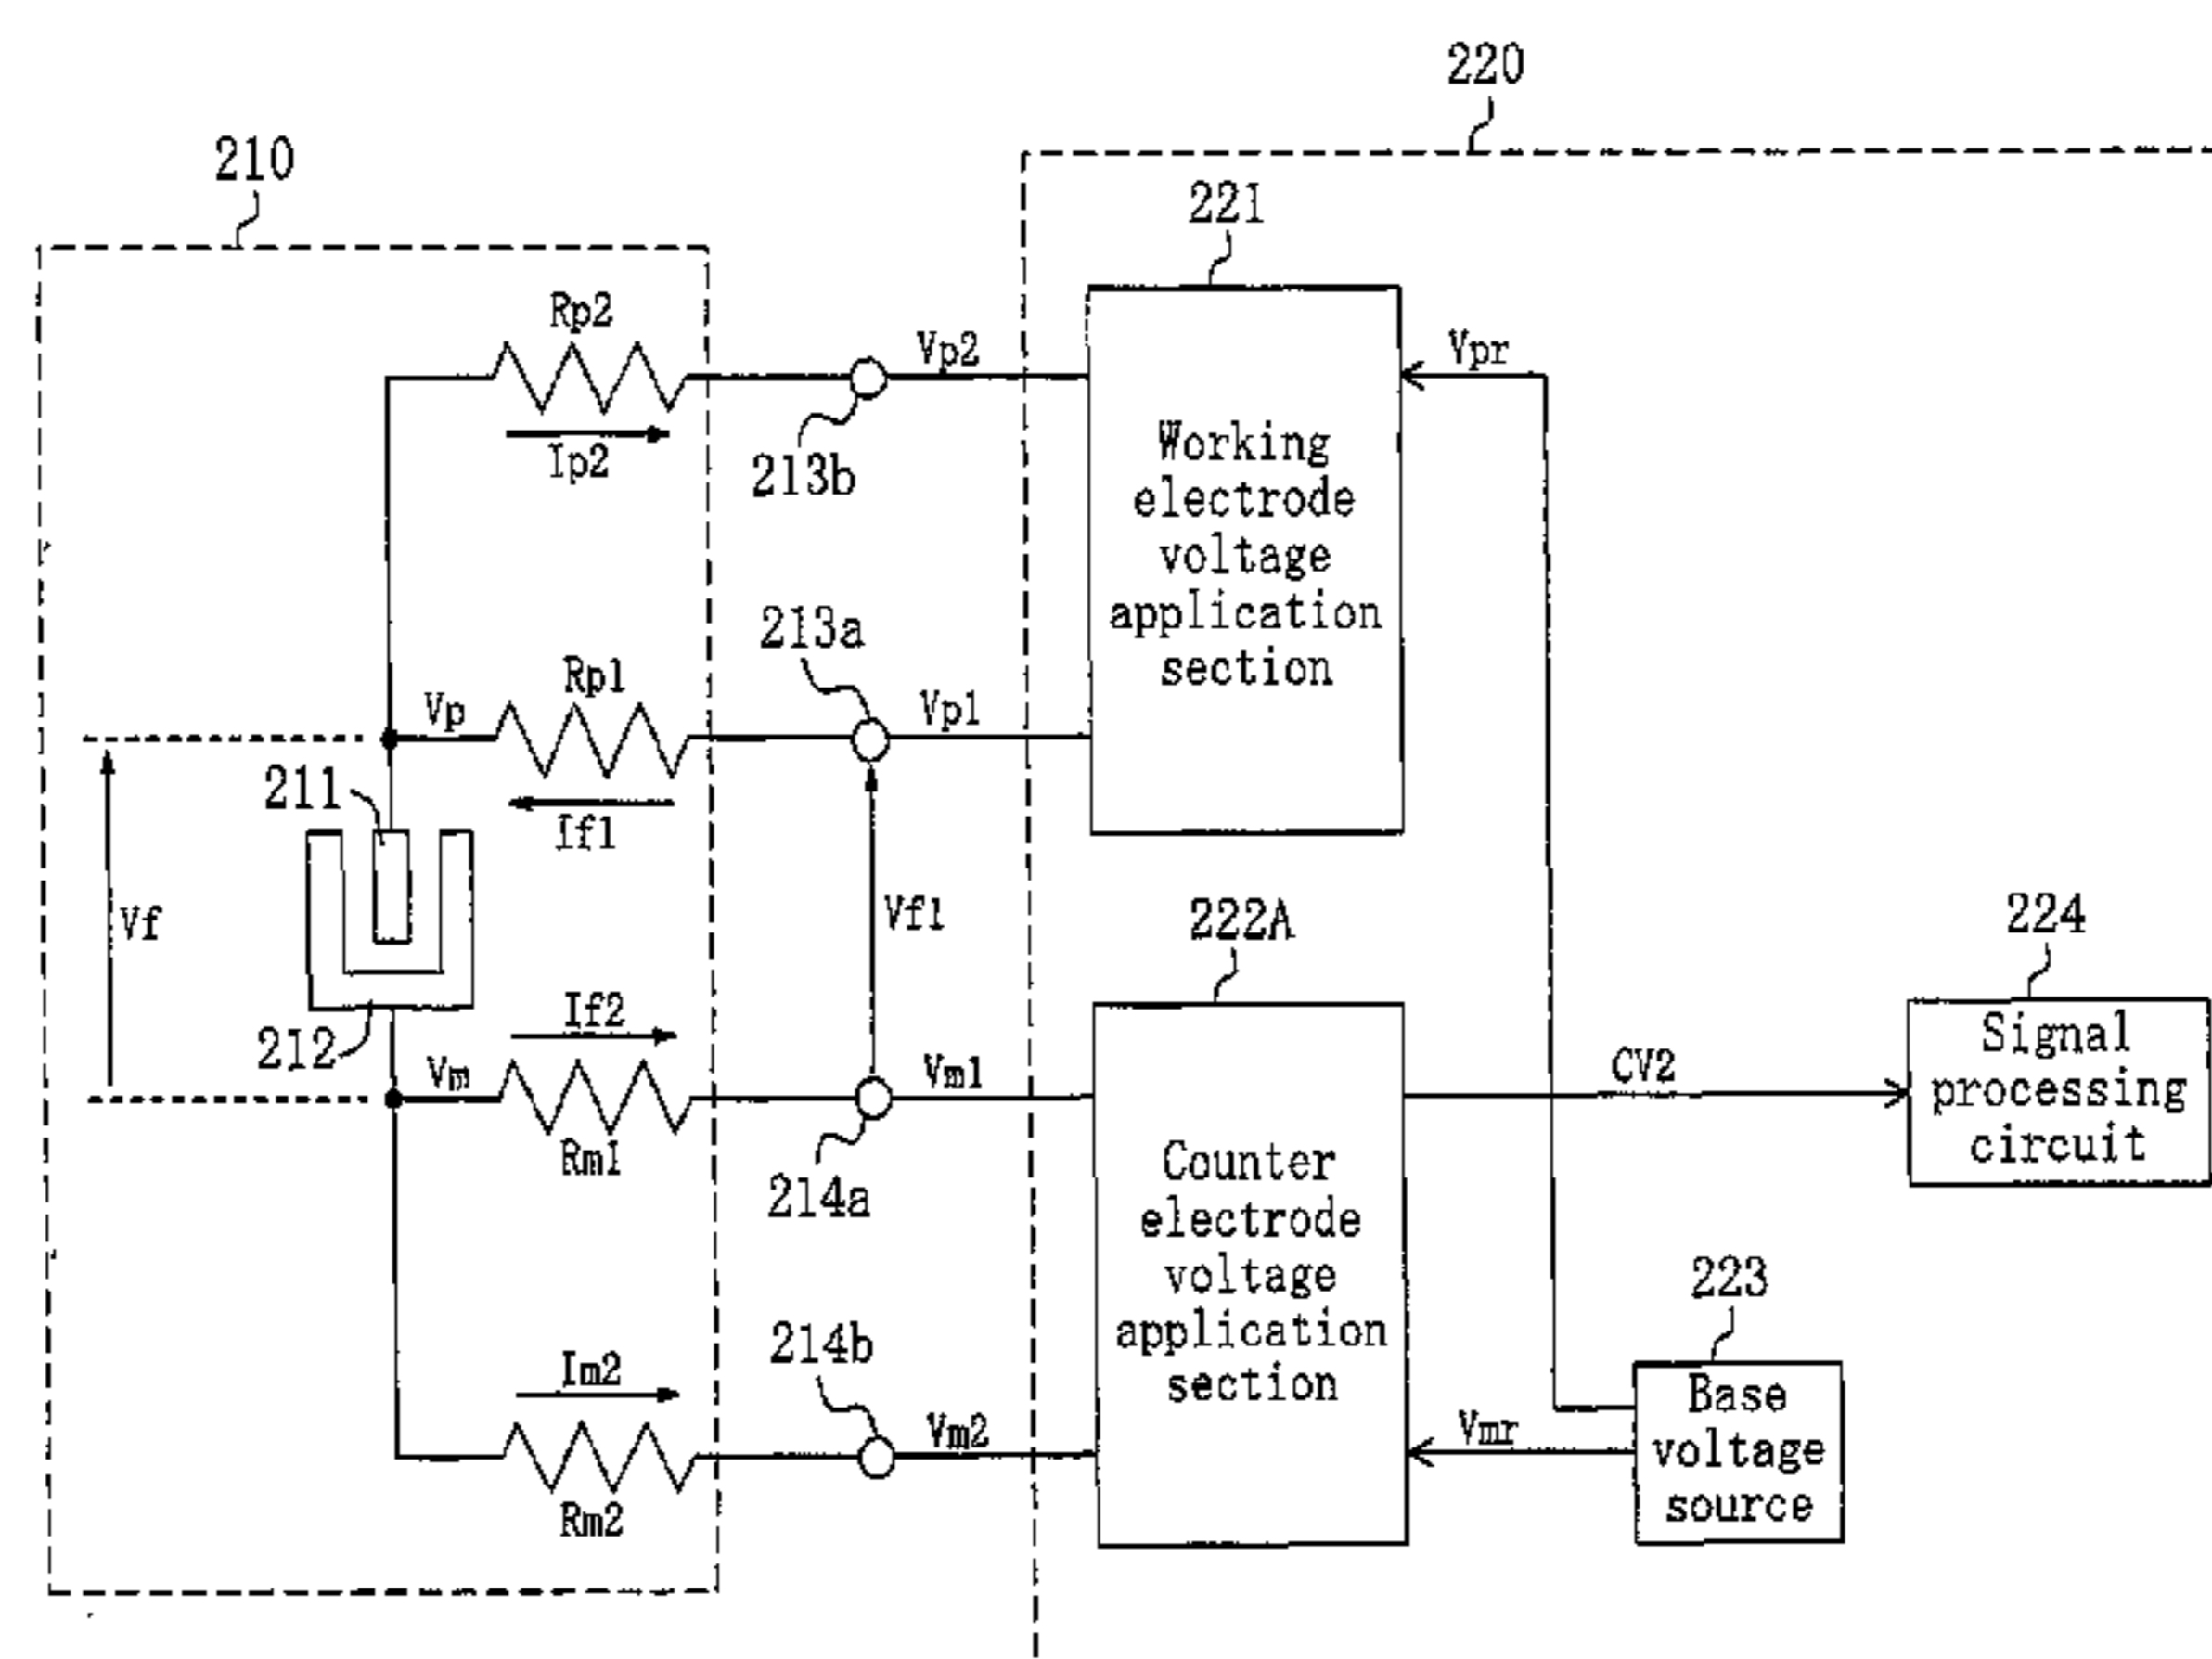 220
210
221
Rp2
Vp2
Vpr
Ip2
213b
Working
electrode
voltage
application
section
213a
Rp1
Vp
Vp1
211
If1
Vf
Vf1
222A
224
If2
212
Vm
Vm1
CV2
Signal
processing
circuit
Rm1
214a
Counter
electrode
voltage
application
section
223
214b
Im2
Vm2
Vmr
Base
voltage
source
Rm2